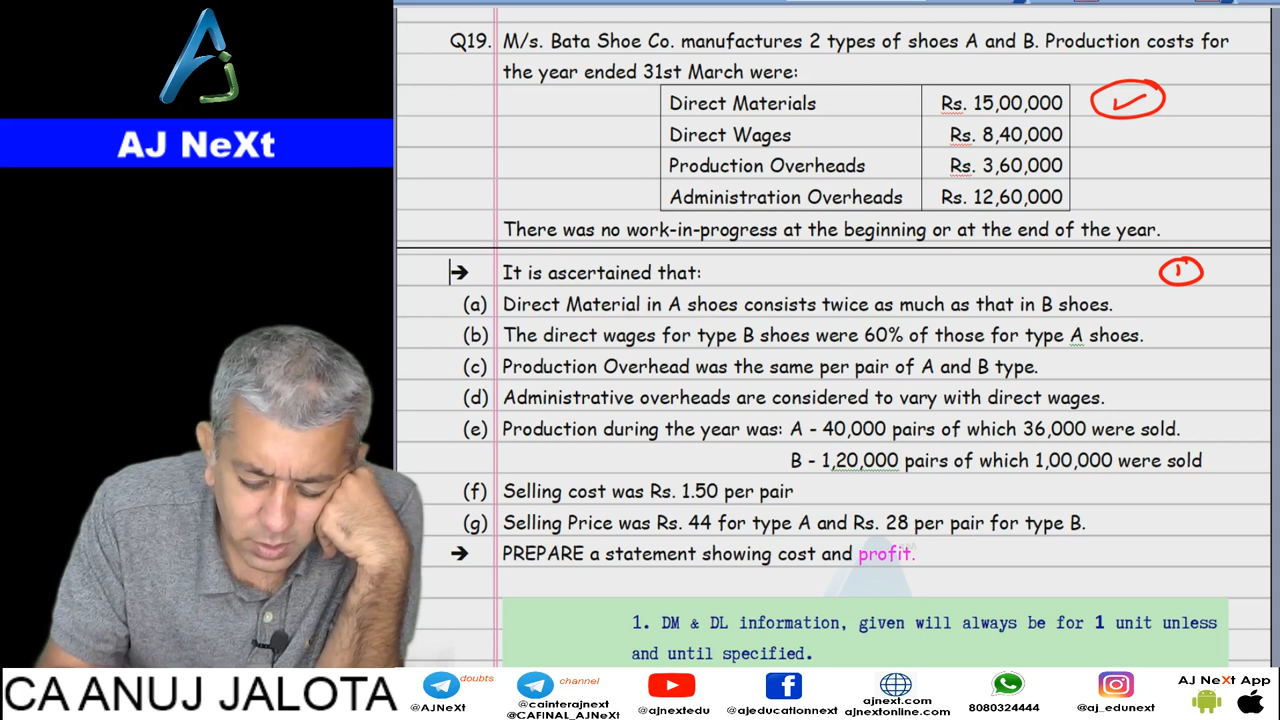 AJ NeXt
Q19. M/s. Bata Shoe Co. manufactures 2 types of shoes A and B. Production costs for
the year ended 31st March were:
Direct Materials Rs. 15,00,000
Direct Wages Rs. 8,40,000
Production Overheads Rs. 3,60,000
Administration Overheads Rs. 12,60,000
There was no work-in-progress at the beginning or at the end of the year.
➔ It is ascertained that:
(a) Direct Material in A shoes consists twice as much as that in B shoes.
(b) The direct wages for type B shoes were 60% of those for type A shoes.
(c) Production Overhead was the same per pair of A and B type.
(d) Administrative overheads are considered to vary with direct wages.
(e) Production during the year was: A - 40,000 pairs of which 36,000 were sold.
B - 1,20,000 pairs of which 1,00,000 were sold
(f) Selling cost was Rs. 1.50 per pair
(g) Selling Price was Rs. 44 for type A and Rs. 28 per pair for type B.
➔ PREPARE a statement showing cost and profit.
1. DM & DL information, given will always be for 1 unit unless
and until specified.
CA ANUJ JALOTA
doubts
@AJNeXt
channel
@cainterajnext
@CAFINAL_AJNeXt
@ajnextedu
@ajeducationnext
ajnext.com
ajnextonline.com
8080324444
@aj_edunext
AJ NeXt App